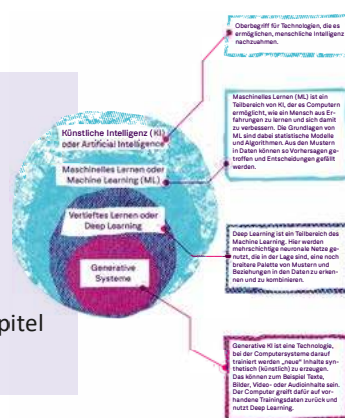 Oberbegriff für Technologien, die es
ermöglichen, menschliche Intelligenz
nachzuahmen.
Künstliche Intelligenz (KI)
oder Artificial Intelligence
Maschinelles Lernen oder
Machine Learning (ML)
Vertieftes Lernen oder
Deep Learning
Generative
Systeme
pitel
Maschinelles Lernen (ML) ist ein
Teilbereich von KI, der es Computern
ermöglicht, wie ein Mensch aus Er-
fahrungen zu lernen und sich damit
zu verbessern. Die Grundlagen von
ML sind dabei statistische Modelle
und Algorithmen. Aus den Mustern
in Daten können so Vorhersagen ge-
troffen und Entscheidungen gefällt
werden.
Deep Learning ist ein Teilbereich des
Machine Learning. Hier werden
mehrschichtige neuronale Netze ge-
nutzt, die in der Lage sind, eine noch
breitere Palette von Mustern und
Beziehungen in den Daten zu erken-
nen und zu kombinieren.
Generative KI ist eine Technologie,
bei der Computersysteme darauf
trainiert werden „neue" Inhalte syn-
thetisch (künstlich) zu erzeugen.
Das können zum Beispiel Texte,
Bilder, Video- oder Audioinhalte sein.
Der Computer greift dafür auf vor-
handene Trainingsdaten zurück und
nutzt Deep Learning.